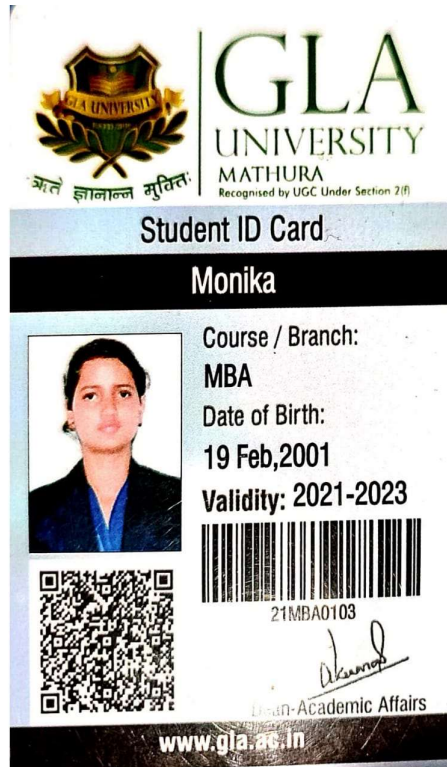 GLA UNIVERSITY
ऋते ज्ञानान्न मुक्तिः
GLA
UNIVERSITY
MATHURA
Recognised by UGC Under Section 2(f)
Student ID Card
Monika
Course / Branch:
MBA
Date of Birth:
19 Feb,2001
Validity: 2021-2023
21MBA0103
Dean-Academic Affairs
www.gla.ac.in